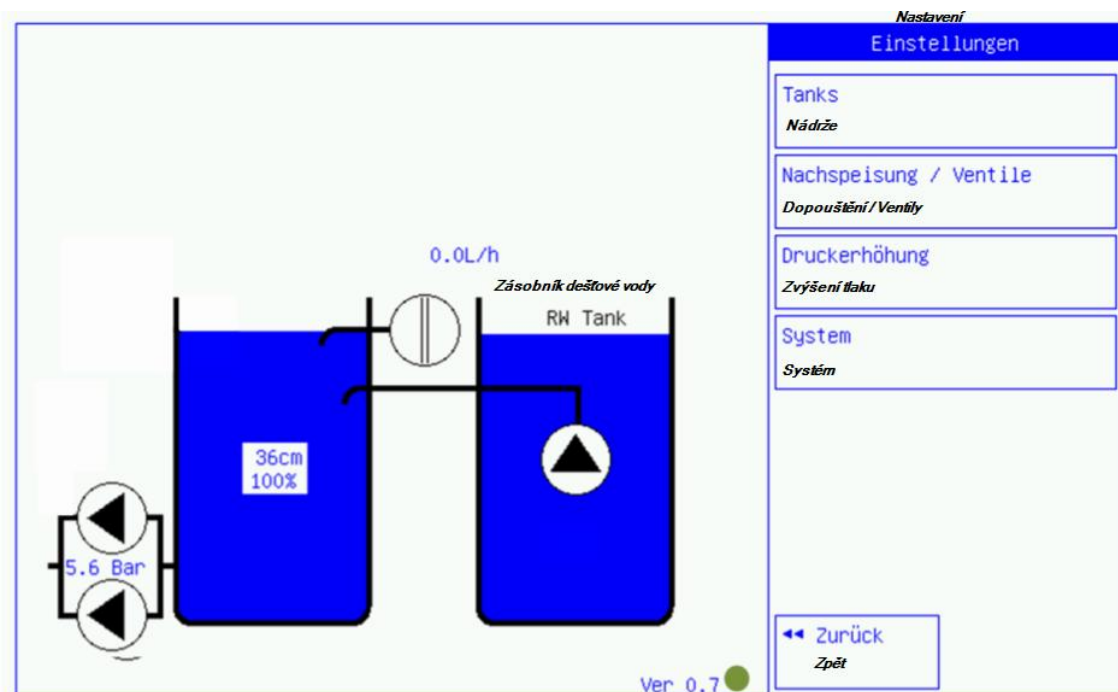 Nastavení
Einstellungen
Tanks
Nádrže
Nachspeisung / Ventile
Dopouštění / Ventily
Druckerhöhung
Zvýšení tlaku
System
Systém
◄◄ Zurück
Zpět
0.0L/h
Zásobník dešťové vody
RW Tank
36cm
100%
5.6 Bar
Ver 0.7